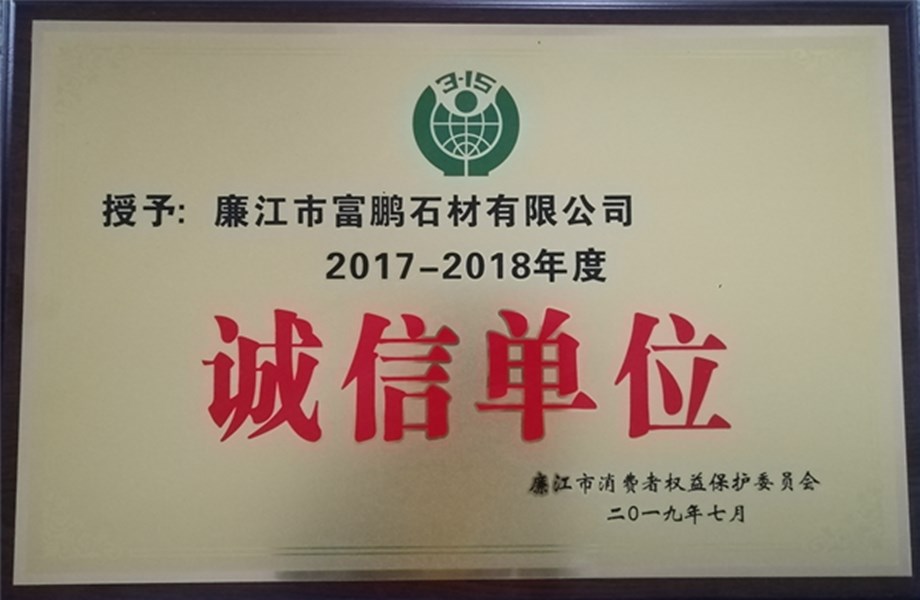 3·15
授予：廉江市富鹏石材有限公司
2017-2018年度
诚信单位
廉江市消费者权益保护委员会
二〇一九年七月